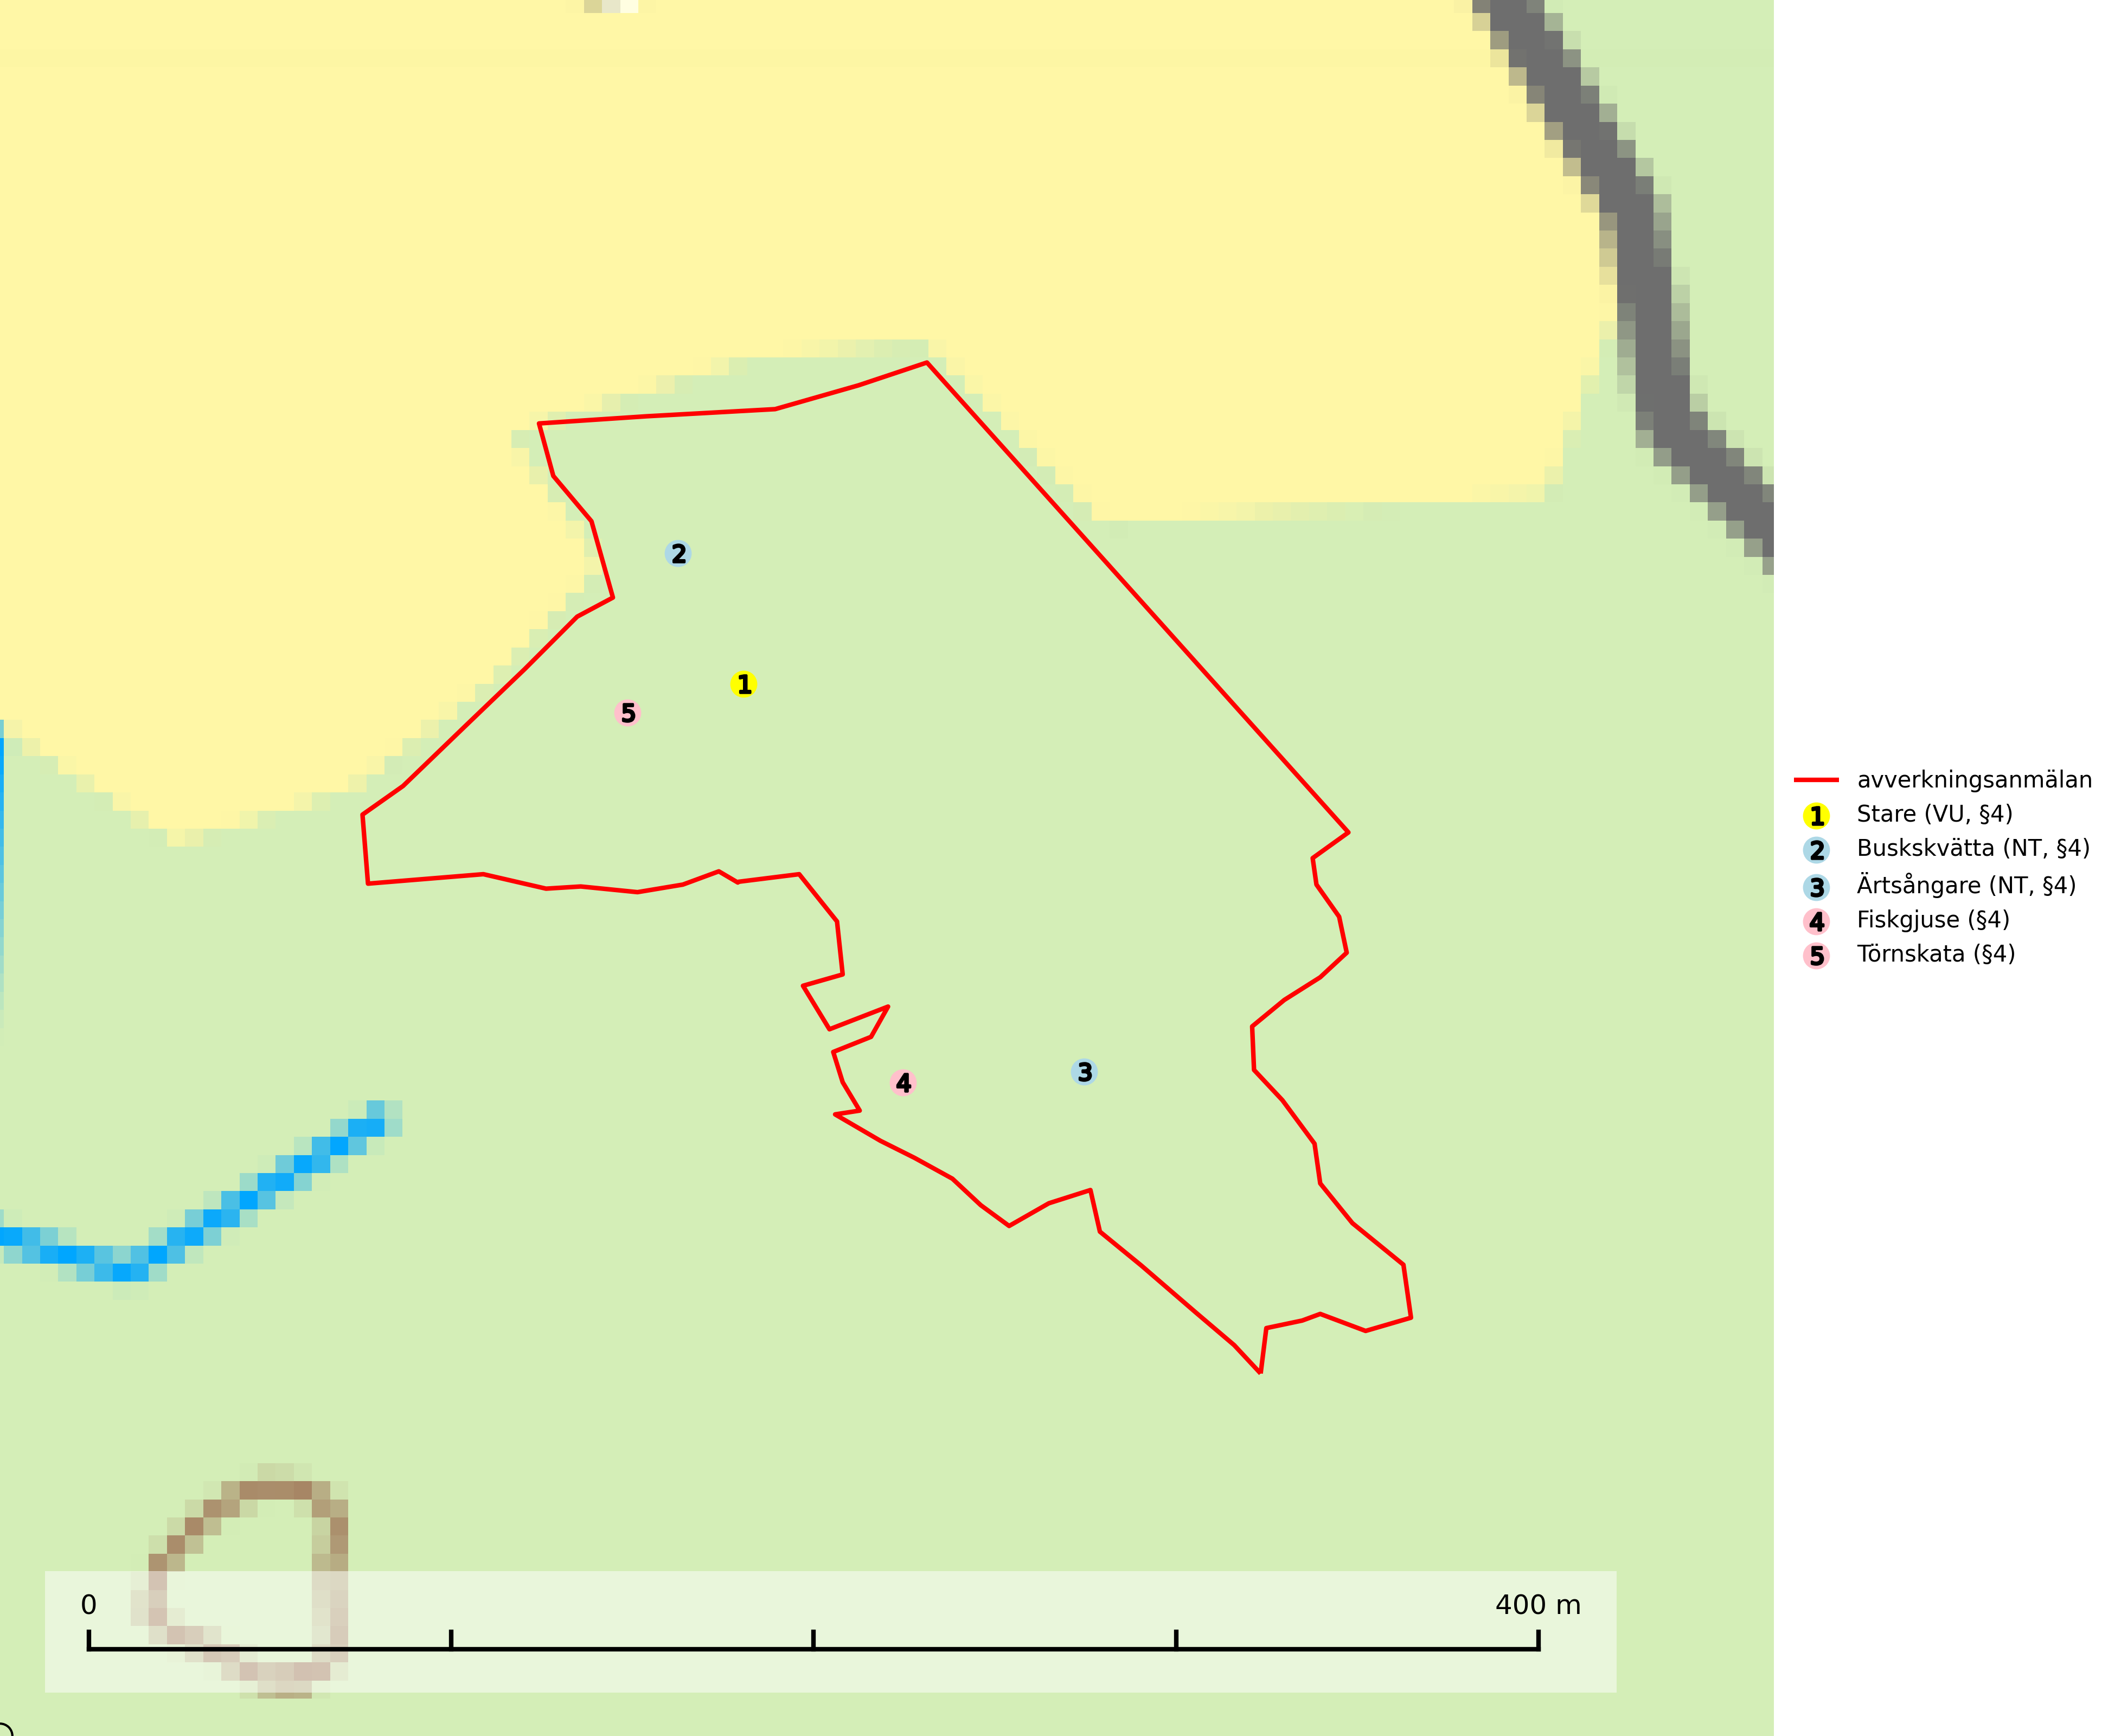 2
1
5
3
4
avverkningsanmälan
1 Stare (VU, §4)
2 Buskskvätta (NT, §4)
3 Ärtsångare (NT, §4)
4 Fiskgjuse (§4)
5 Törnskata (§4)
0 400 m